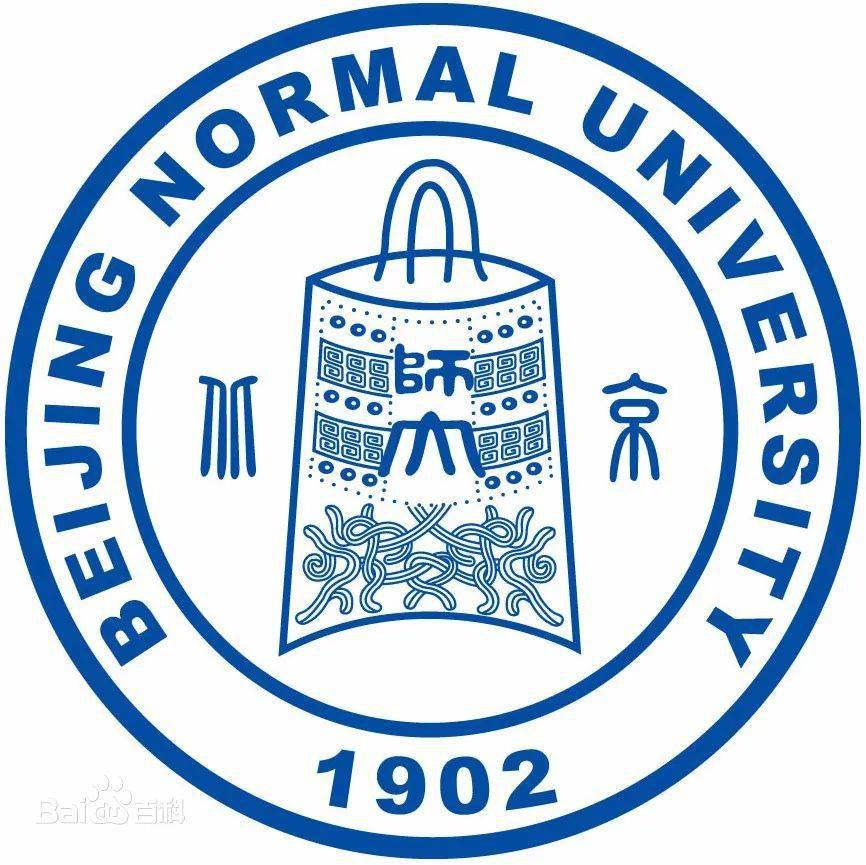 BEIJING NORMAL UNIVERSITY
北
師大
京
1902
Bai百科